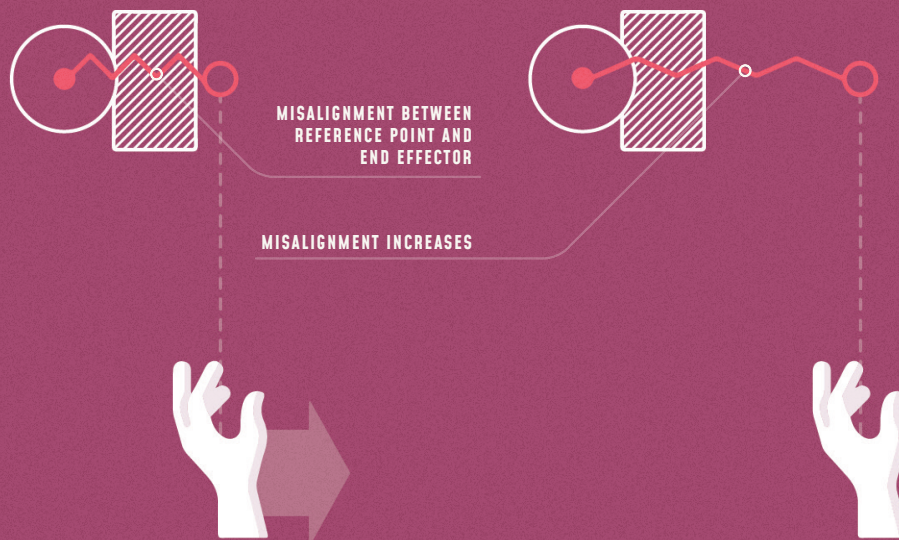 MISALIGNMENT BETWEEN
REFERENCE POINT AND
END EFFECTOR
MISALIGNMENT INCREASES